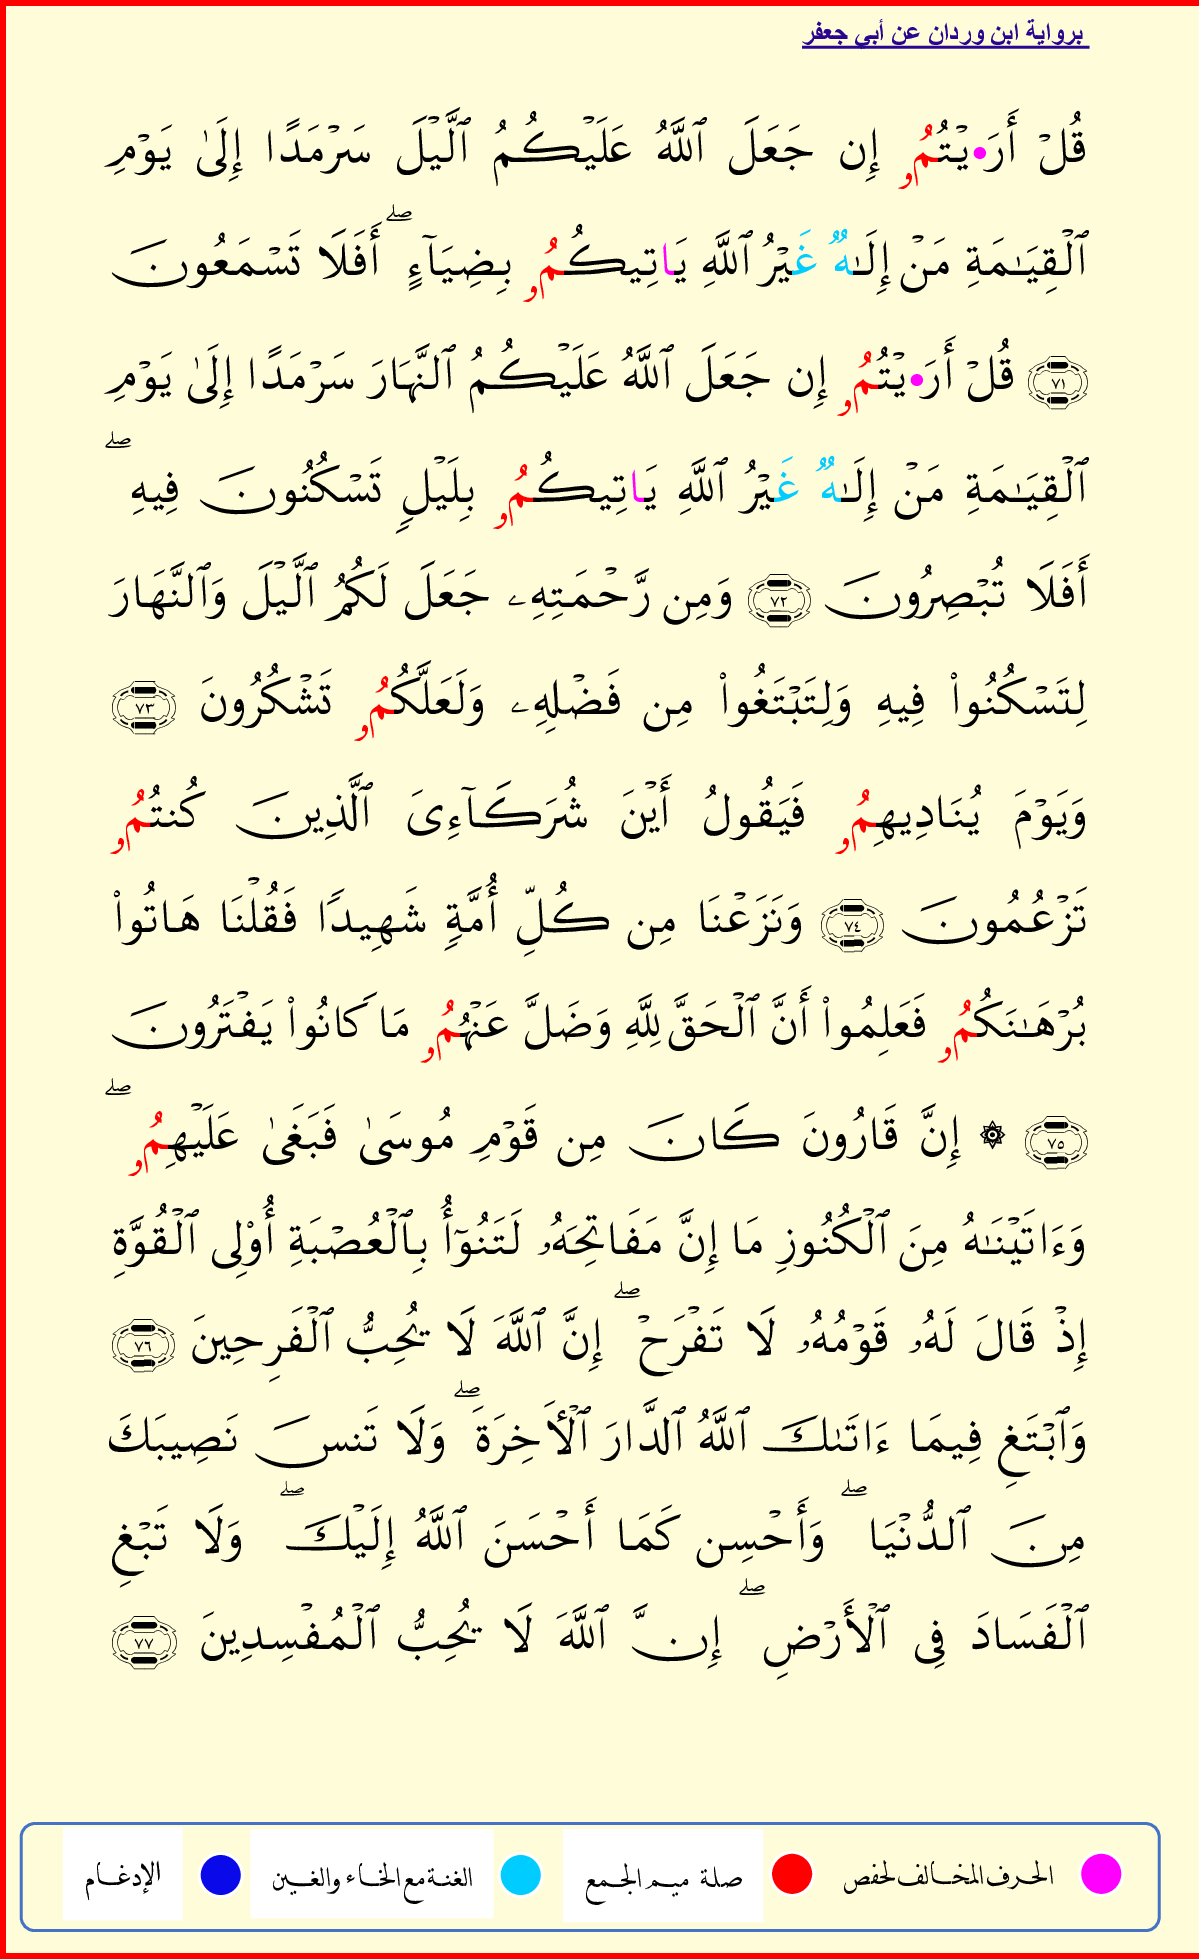 برواية ابن وردان عن أبي جعفر
قُلۡ أَرَ•يۡتُمُۥ إِن جَعَلَ ٱللَّهُ عَلَيۡكُمُ ٱلَّيۡلَ سَرۡمَدًا إِلَىٰ يَوۡمِ
ٱلۡقِيَٰمَةِ مَنۡ إِلَٰهٌ غَيۡرُ ٱللَّهِ يَاتِيكُمُۥ بِضِيَآءٍ ۖ أَفَلَا تَسۡمَعُونَ
٧١ قُلۡ أَرَ•يۡتُمُۥ إِن جَعَلَ ٱللَّهُ عَلَيۡكُمُ ٱلنَّهَارَ سَرۡمَدًا إِلَىٰ يَوۡمِ
ٱلۡقِيَٰمَةِ مَنۡ إِلَٰهٌ غَيۡرُ ٱللَّهِ يَاتِيكُمُۥ بِلَيۡلٖ تَسۡكُنُونَ فِيهِ ۖ
أَفَلَا تُبۡصِرُونَ ٧٢ وَمِن رَّحۡمَتِهِۦ جَعَلَ لَكُمُ ٱلَّيۡلَ وَٱلنَّهَارَ
لِتَسۡكُنُواْ فِيهِ وَلِتَبۡتَغُواْ مِن فَضۡلِهِۦ وَلَعَلَّكُمُۥ تَشۡكُرُونَ ٧٣
وَيَوۡمَ يُنَادِيهِمُۥ فَيَقُولُ أَيۡنَ شُرَكَآءِىَ ٱلَّذِينَ كُنتُمُۥ
تَزۡعُمُونَ ٧٤ وَنَزَعۡنَا مِن كُلِّ أُمَّةٖ شَهِيدٗا فَقُلۡنَا هَاتُواْ
بُرۡهَٰنَكُمُۥ فَعَلِمُواْ أَنَّ ٱلۡحَقَّ لِلَّهِ وَضَلَّ عَنۡهُمُۥ مَا كَانُواْ يَفۡتَرُونَ
٧٥ ۞ إِنَّ قَارُونَ كَانَ مِن قَوۡمِ مُوسَىٰ فَبَغَىٰ عَلَيۡهِمُۥ ۖ
وَءَاتَيۡنَٰهُ مِنَ ٱلۡكُنُوزِ مَا إِنَّ مَفَاتِحَهُۥ لَتَنُوٓأُ بِٱلۡعُصۡبَةِ أُوْلِى ٱلۡقُوَّةِ
إِذۡ قَالَ لَهُۥ قَوۡمُهُۥ لَا تَفۡرَحۡ ۖ إِنَّ ٱللَّهَ لَا يُحِبُّ ٱلۡفَرِحِينَ ٧٦
وَٱبۡتَغِ فِيمَا ءَاتَىٰكَ ٱللَّهُ ٱلدَّارَ ٱلۡأَخِرَةَ ۖ وَلَا تَنسَ نَصِيبَكَ
مِنَ ٱلدُّنۡيَا ۖ وَأَحۡسِن كَمَا أَحۡسَنَ ٱللَّهُ إِلَيۡكَ ۖ وَلَا تَبۡغِ
ٱلۡفَسَادَ فِى ٱلۡأَرۡضِ ۖ إِنَّ ٱللَّهَ لَا يُحِبُّ ٱلۡمُفۡسِدِينَ ٧٧
الحرف المخالف لحفص صلة ميم الجمع الغنة مع الخاء والغين الإدغام